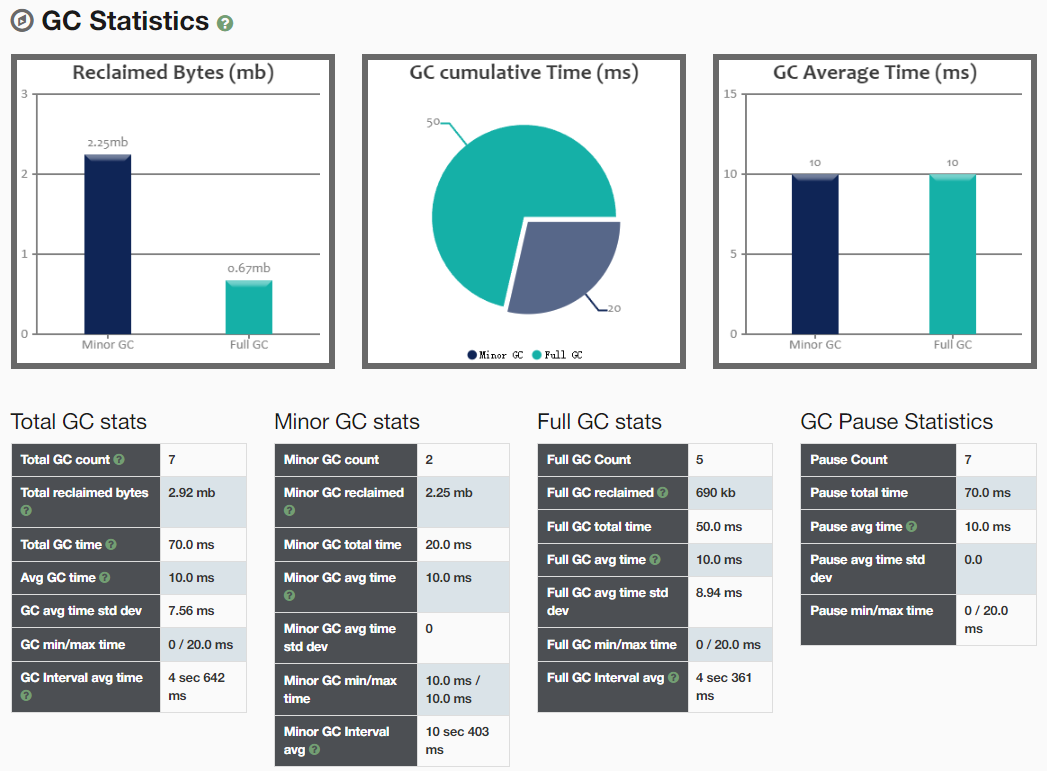 GC Statistics ?
Reclaimed Bytes (mb)
3
2.25mb
2
1
0.67mb
0
Minor GC
Full GC
GC cumulative Time (ms)
50
20
Minor GC
Full GC
GC Average Time (ms)
15
10
10
10
5
0
Minor GC
Full GC
Total GC stats
Total GC count ? 7
Total reclaimed bytes 2.92 mb
?
Total GC time ? 70.0 ms
Avg GC time ? 10.0 ms
GC avg time std dev 7.56 ms
GC min/max time 0 / 20.0 ms
GC Interval avg time 4 sec 642
? ms
Minor GC stats
Minor GC count 2
Minor GC reclaimed 2.25 mb
?
Minor GC total time 20.0 ms
Minor GC avg time 10.0 ms
?
Minor GC avg time 0
std dev
Minor GC min/max 10.0 ms /
time 10.0 ms
Minor GC Interval 10 sec 403
avg ? ms
Full GC stats
Full GC Count 5
Full GC reclaimed ? 690 kb
Full GC total time 50.0 ms
Full GC avg time ? 10.0 ms
Full GC avg time std 8.94 ms
dev
Full GC min/max time 0 / 20.0 ms
Full GC Interval avg ? 4 sec 361
ms
GC Pause Statistics
Pause Count 7
Pause total time 70.0 ms
Pause avg time ? 10.0 ms
Pause avg time std 0.0
dev
Pause min/max time 0 / 20.0
ms